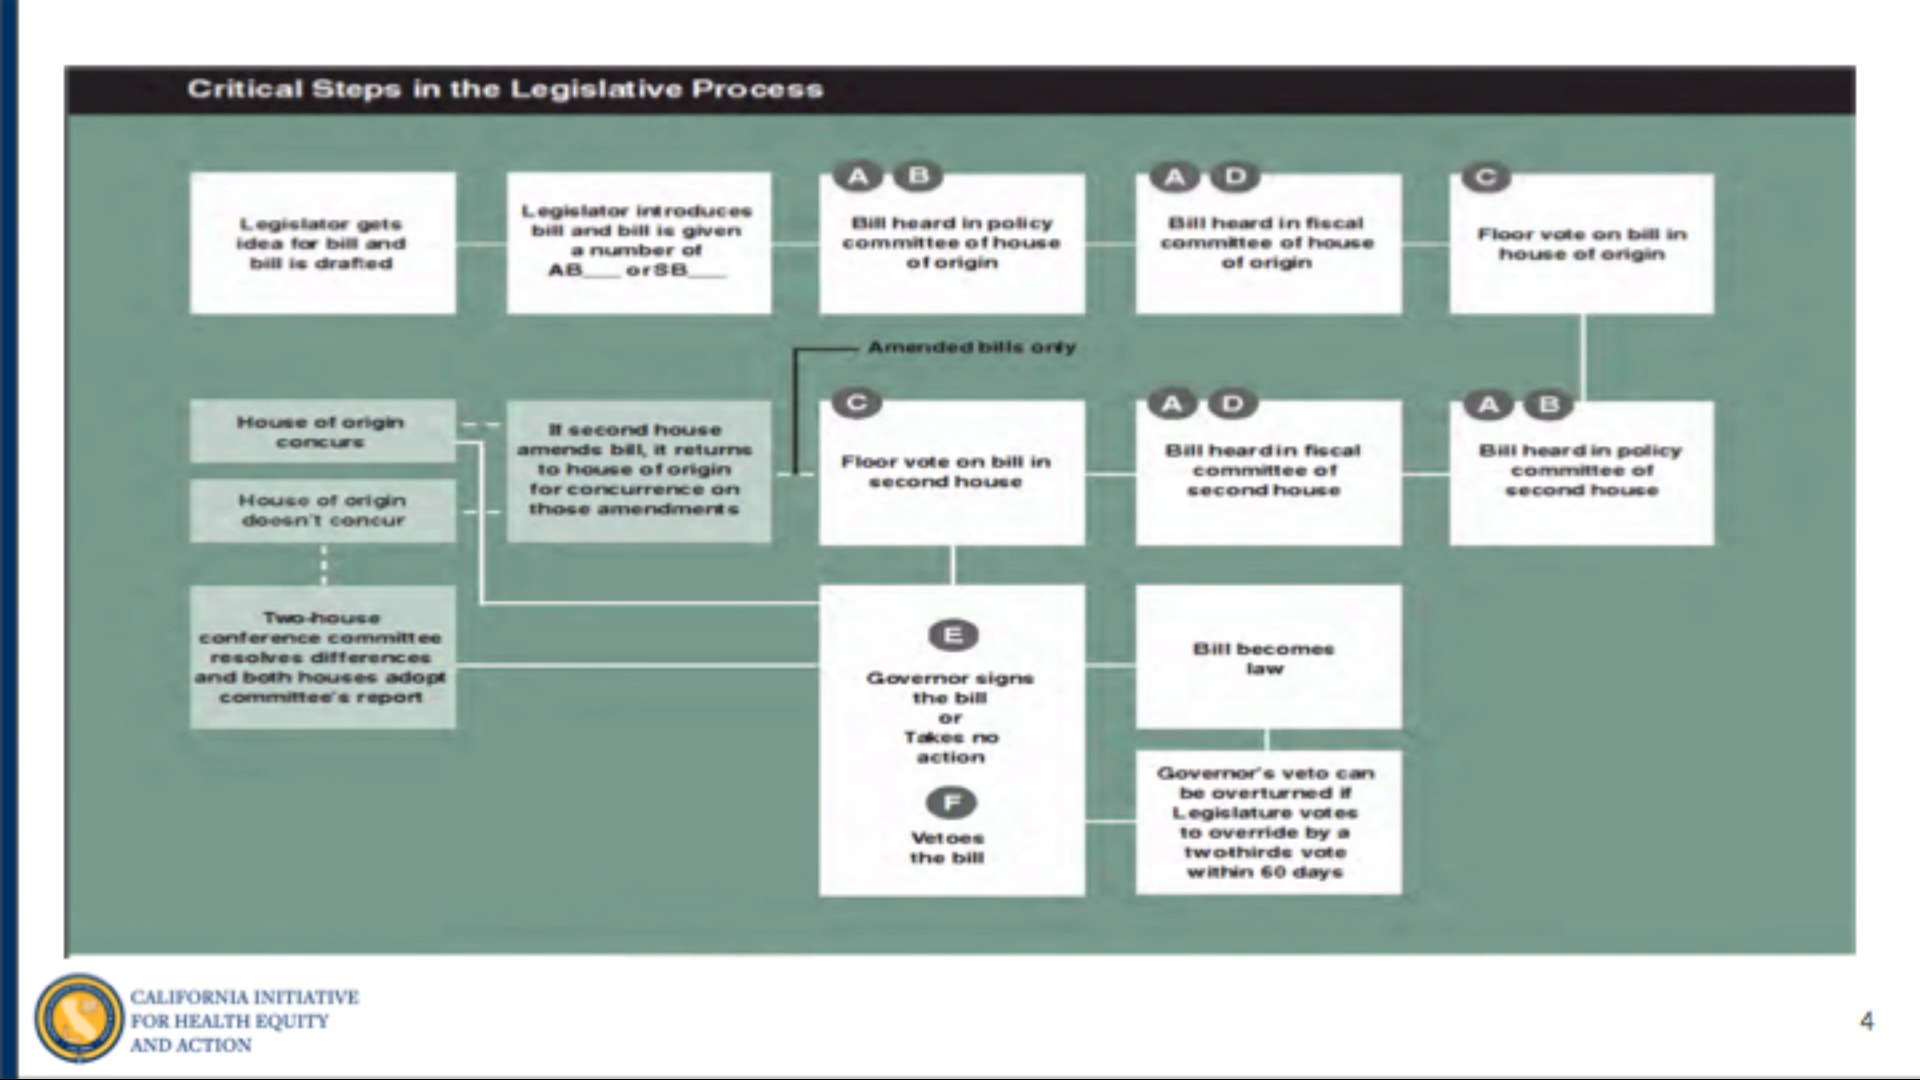 Critical Steps in the Legislative Process
A B
A D
C
Legislator gets
idea for bill and
bill is drafted
Legislator introduces
bill and bill is given
a number of
AB___ or SB___
Bill heard in policy
committee of house
of origin
Bill heard in fiscal
committee of house
of origin
Floor vote on bill in
house of origin
Amended bills only
House of origin
concurs
House of origin
doesn't concur
If second house
amends bill, it returns
to house of origin
for concurrence on
those amendments
C
Floor vote on bill in
second house
A D
Bill heard in fiscal
committee of
second house
A B
Bill heard in policy
committee of
second house
Two-house
conference committee
resolves differences
and both houses adopt
committee's report
E
Governor signs
the bill
or
Takes no
action
F
Vetoes
the bill
Bill becomes
law
Governor's veto can
be overturned if
Legislature votes
to override by a
twothirds vote
within 60 days
CALIFORNIA INITIATIVE
FOR HEALTH EQUITY
AND ACTION
4